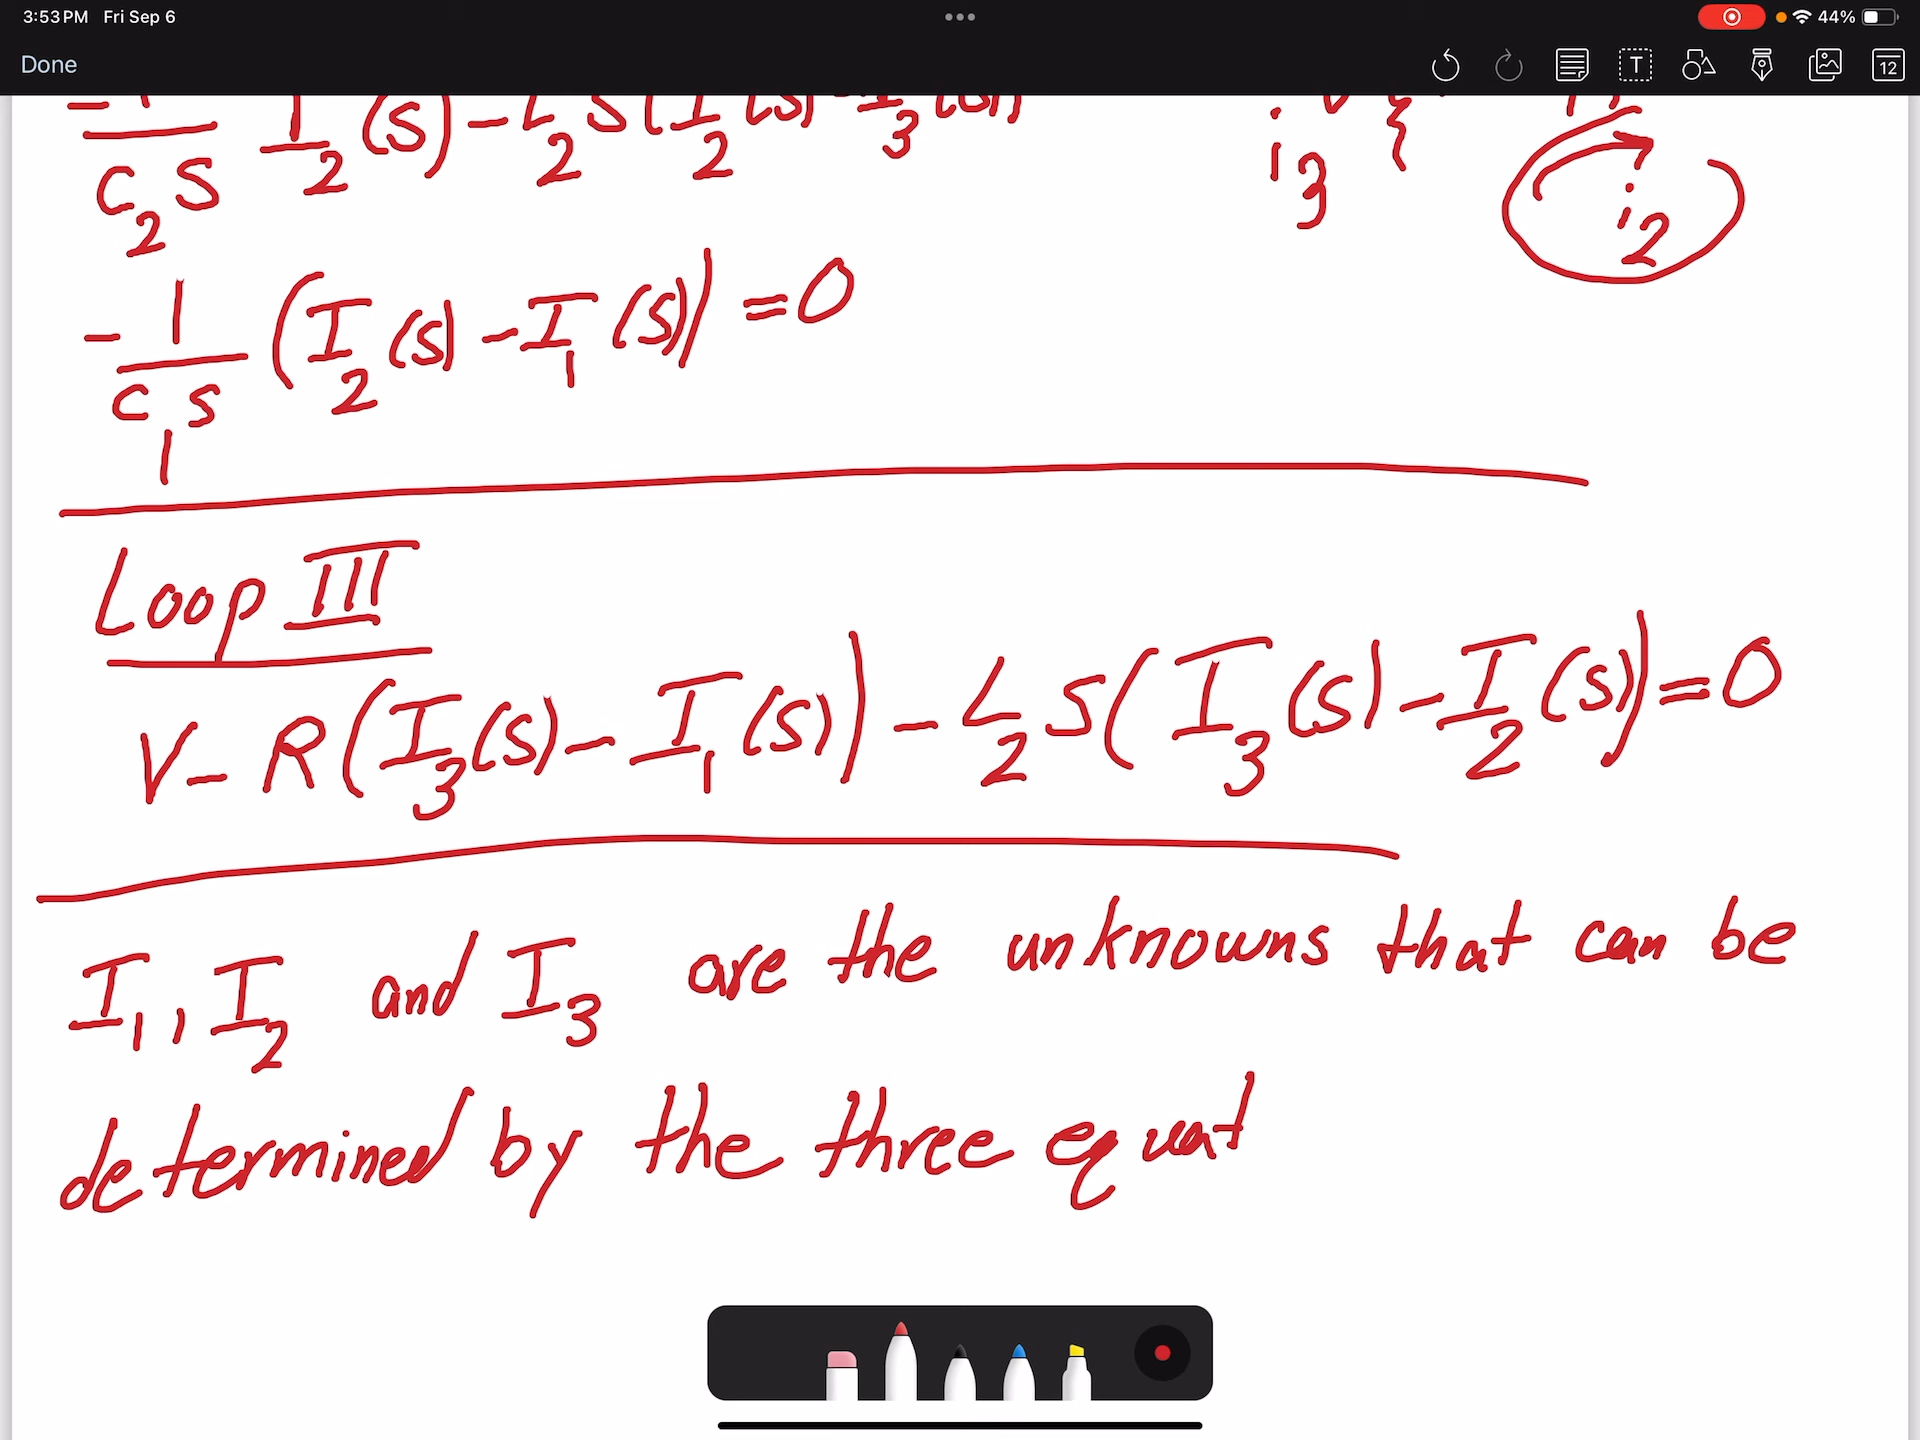 3:53 PM Fri Sep 6
44%
Done
T
12
-1/C₂S I₂(S) - L₂S(I₂(S) - I₃(S))
i₃
i₂
-1/C₁S (I₂(S) - I₁(S)) = 0
Loop III
V - R(I₃(S) - I₁(S)) - L₂S(I₃(S) - I₂(S)) = 0
I₁, I₂ and I₃ are the unknowns that can be
determined by the three equat